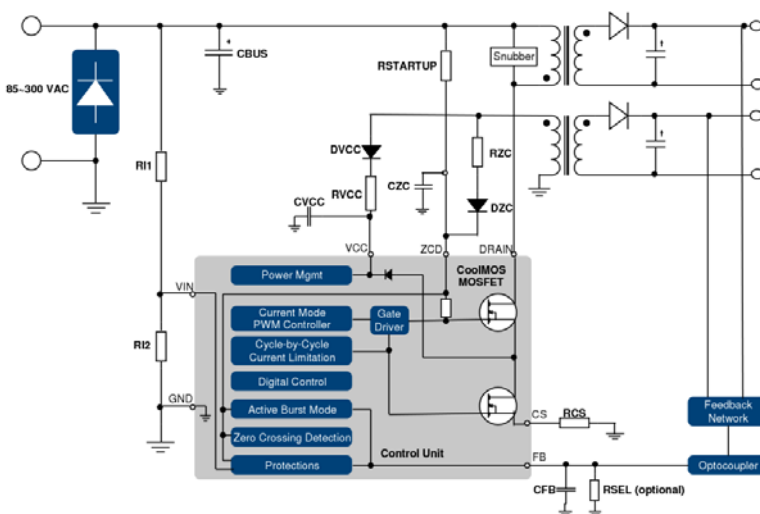 85~300 VAC
CBUS
RSTARTUP
Snubber
RI1
DVCC
RVCC
CVCC
CZC
RZC
DZC
VCC
ZCD
DRAIN
CoolMOS
MOSFET
VIN
Power Mgmt
Current Mode
PWM Controller
Gate
Driver
Cycle-by-Cycle
Current Limitation
RI2
Digital Control
GND
Active Burst Mode
CS
RCS
Zero Crossing Detection
Control Unit
Protections
FB
Feedback
Network
Optocoupler
CFB
RSEL (optional)